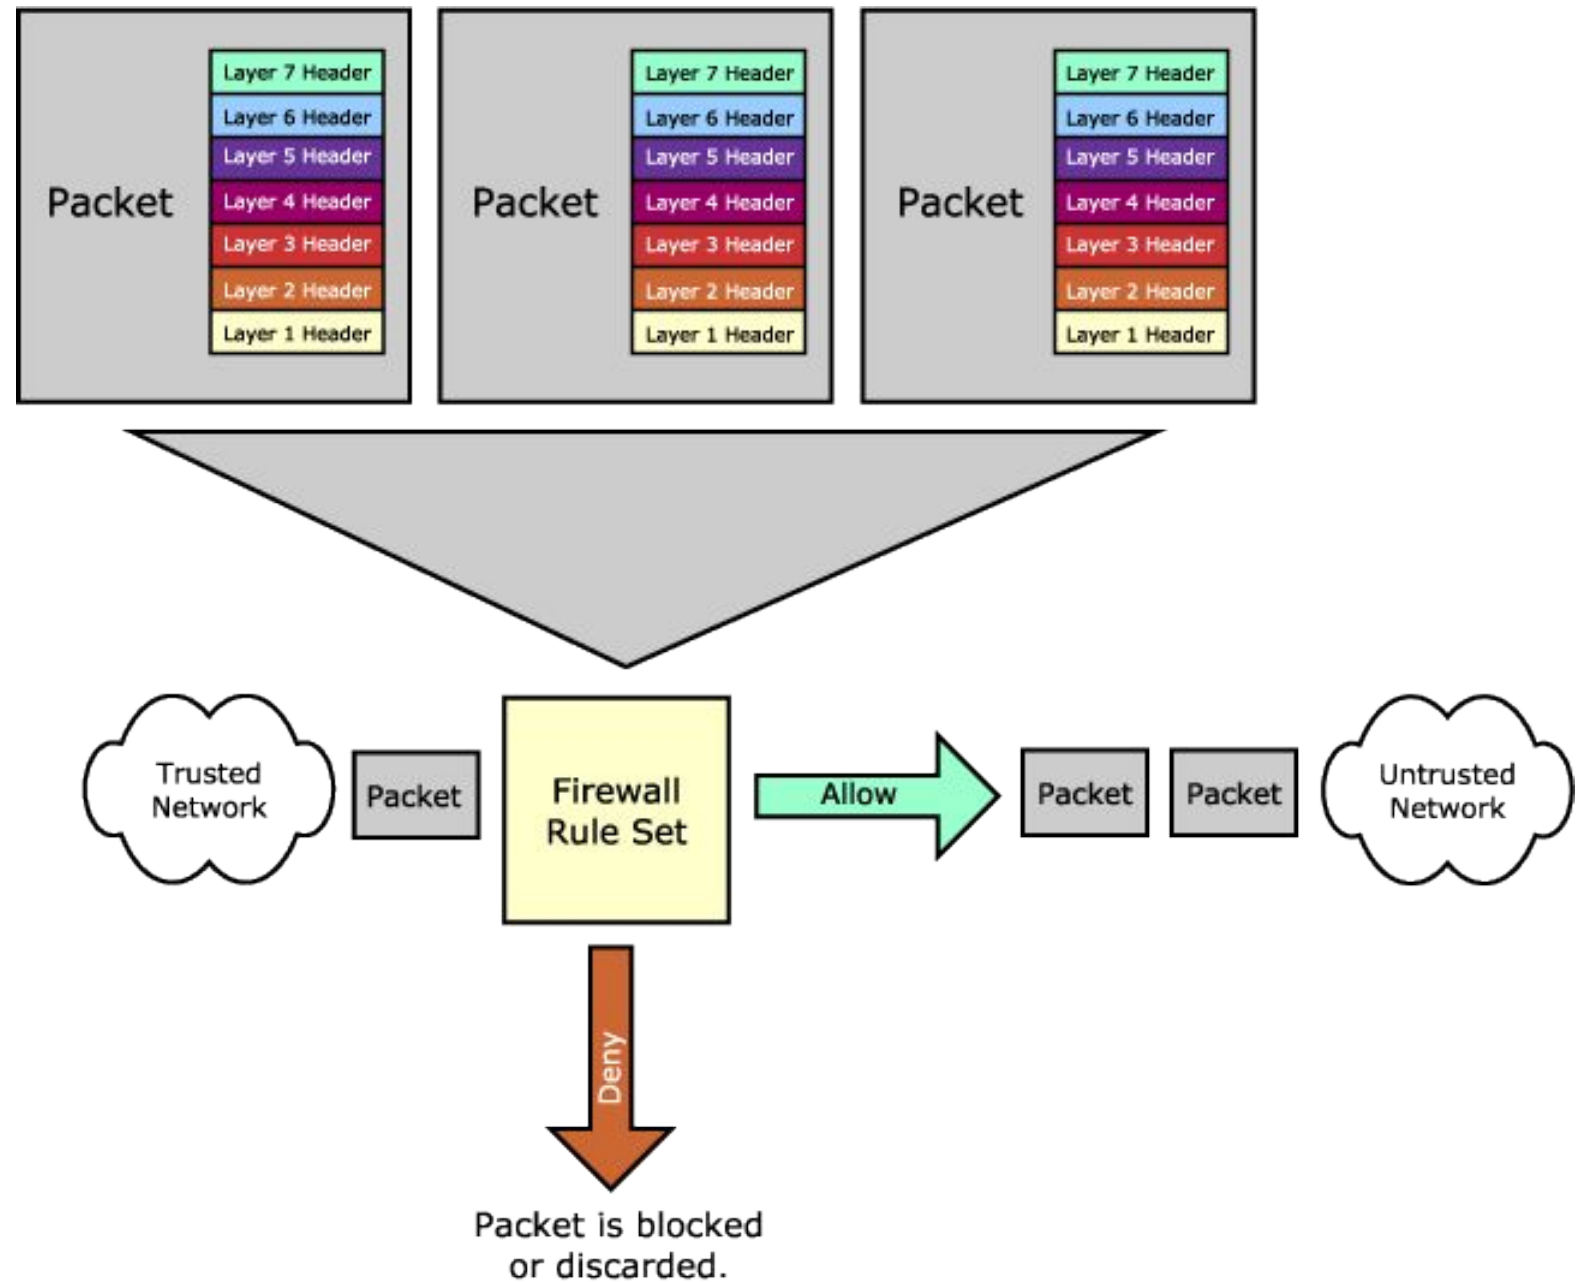 Packet
Layer 7 Header
Layer 6 Header
Layer 5 Header
Layer 4 Header
Layer 3 Header
Layer 2 Header
Layer 1 Header
Packet
Layer 7 Header
Layer 6 Header
Layer 5 Header
Layer 4 Header
Layer 3 Header
Layer 2 Header
Layer 1 Header
Packet
Layer 7 Header
Layer 6 Header
Layer 5 Header
Layer 4 Header
Layer 3 Header
Layer 2 Header
Layer 1 Header
Trusted
Network
Packet
Firewall
Rule Set
Allow
Packet
Packet
Untrusted
Network
Deny
Packet is blocked
or discarded.